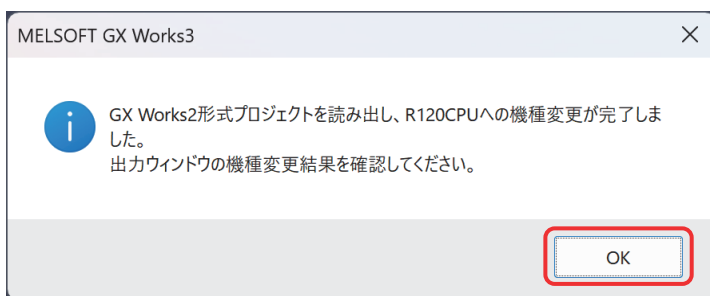 MELSOFT GX Works3
GX Works2形式プロジェクトを読み出し、R120CPUへの機種変更が完了しま
した。
出力ウィンドウの機種変更結果を確認してください。
OK